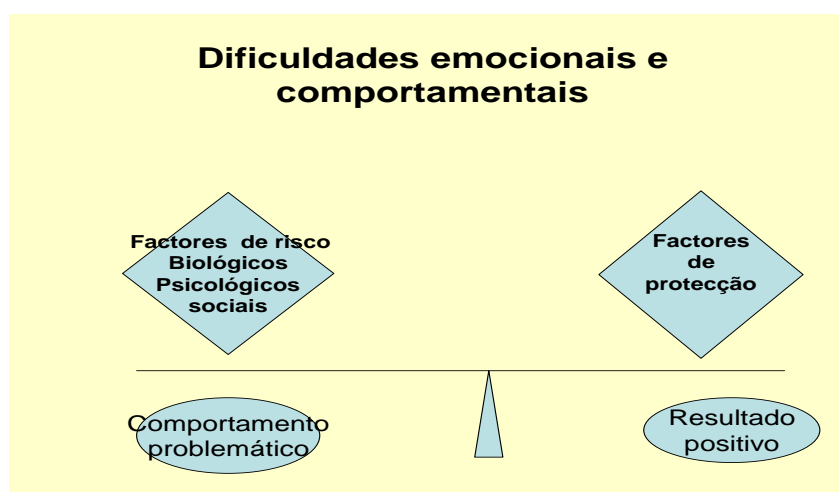 Dificuldades emocionais e
comportamentais
Factores de risco
Biológicos
Psicológicos
sociais
Factores
de
protecção
Comportamento
problemático
Resultado
positivo